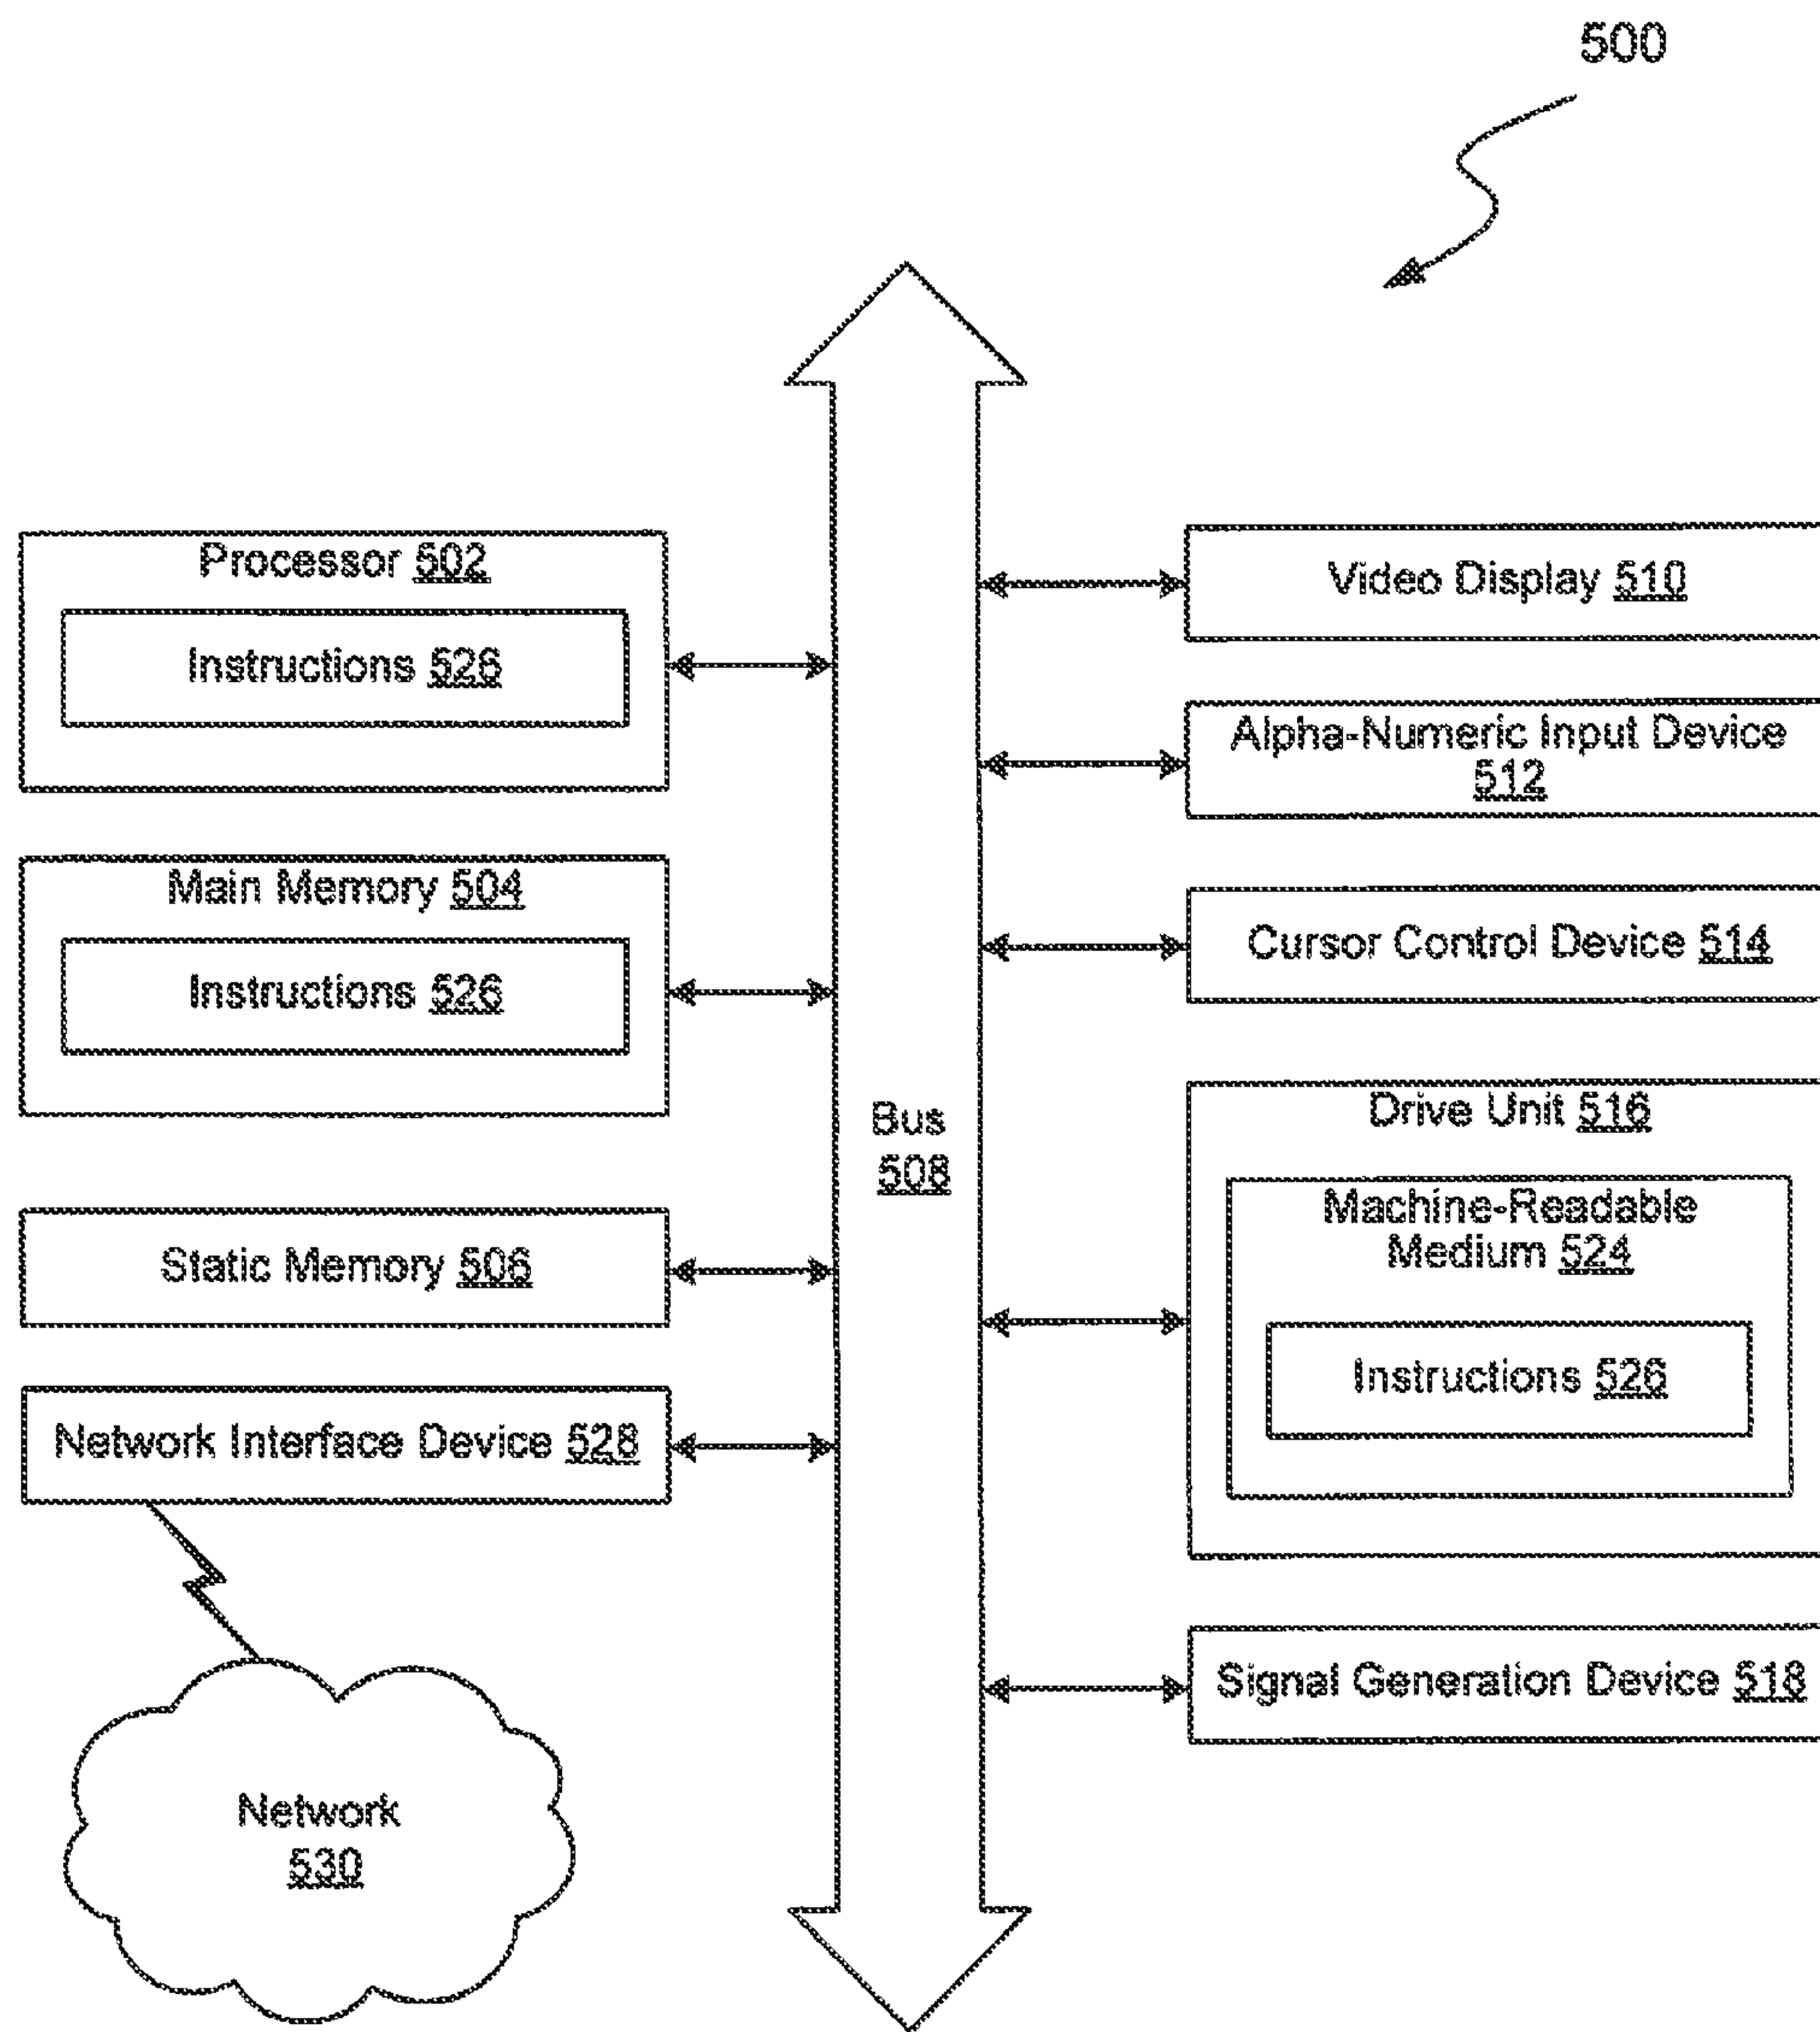 500
Processor 502
Instructions 526
Main Memory 504
Instructions 526
Static Memory 506
Network Interface Device 528
Network
530
Bus
508
Video Display 510
Alpha-Numeric Input Device
512
Cursor Control Device 514
Drive Unit 516
Machine-Readable
Medium 524
Instructions 526
Signal Generation Device 518